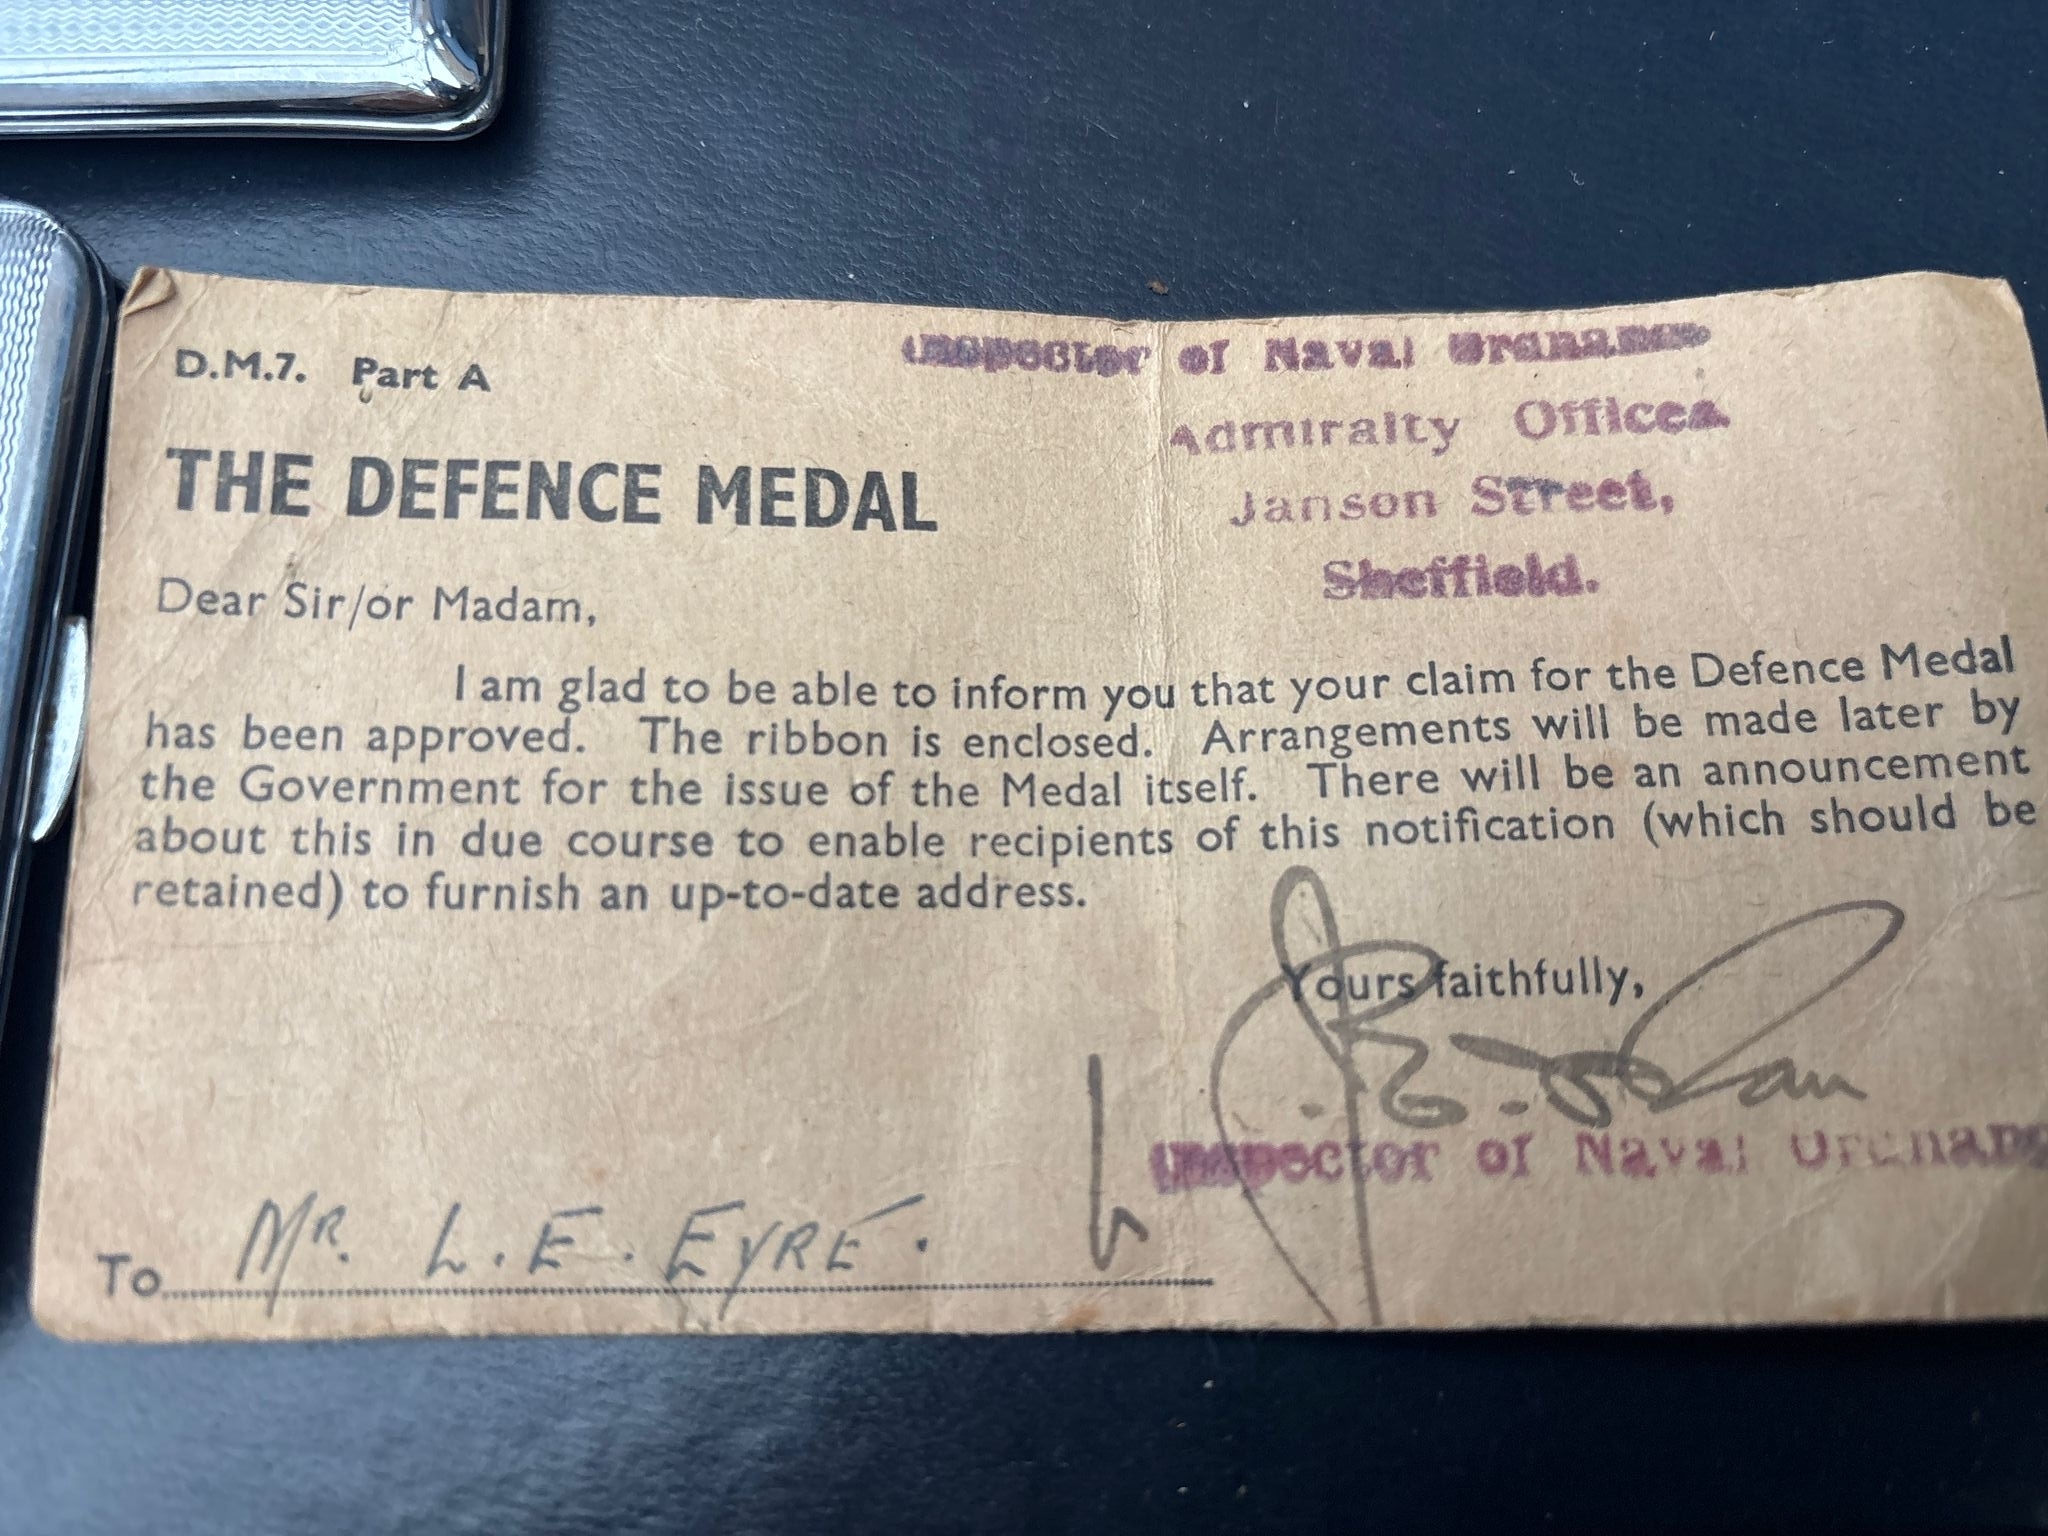 D.M.7. Part A
Inspector of Naval Ordnance
Admiralty Offices
Janson Street,
Sheffield.
THE DEFENCE MEDAL
Dear Sir/or Madam,
I am glad to be able to inform you that your claim for the Defence Medal
has been approved. The ribbon is enclosed. Arrangements will be made later by
the Government for the issue of the Medal itself. There will be an announcement
about this in due course to enable recipients of this notification (which should be
retained) to furnish an up-to-date address.
Yours faithfully,
Inspector of Naval Ordnanc
To Mr. L. E. Eyre.